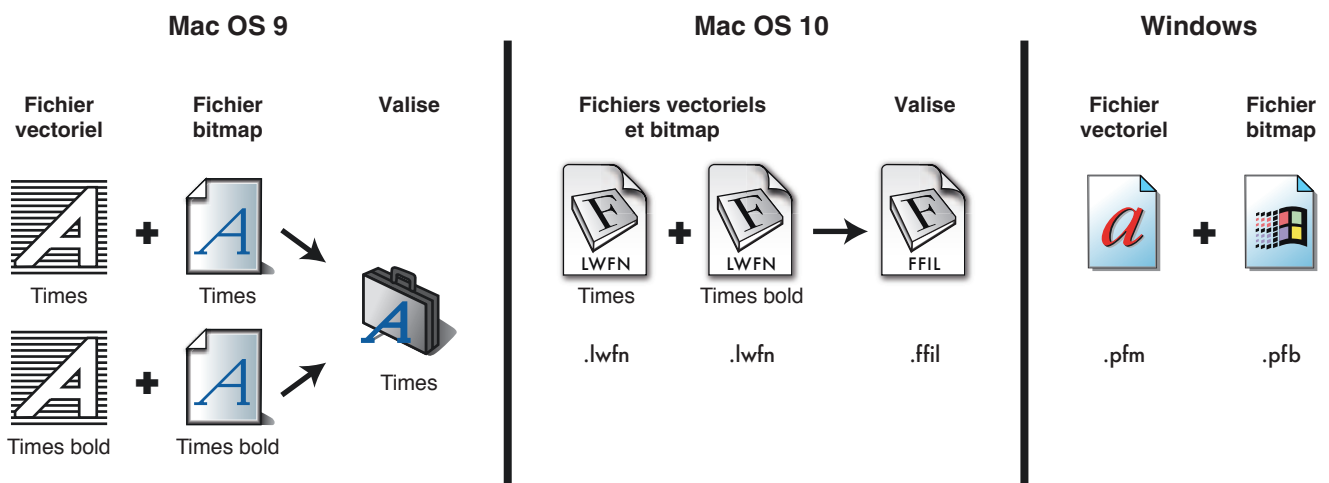 Mac OS 9
Fichier
vectoriel
Fichier
bitmap
Valise
Times
Times
Times bold
Times bold
Times
Mac OS 10
Fichiers vectoriels
et bitmap
Valise
F
LWFN
F
LWFN
F
FFIL
Times
Times bold
.lwfn
.lwfn
.ffil
Windows
Fichier
vectoriel
Fichier
bitmap
a
.pfm
.pfb